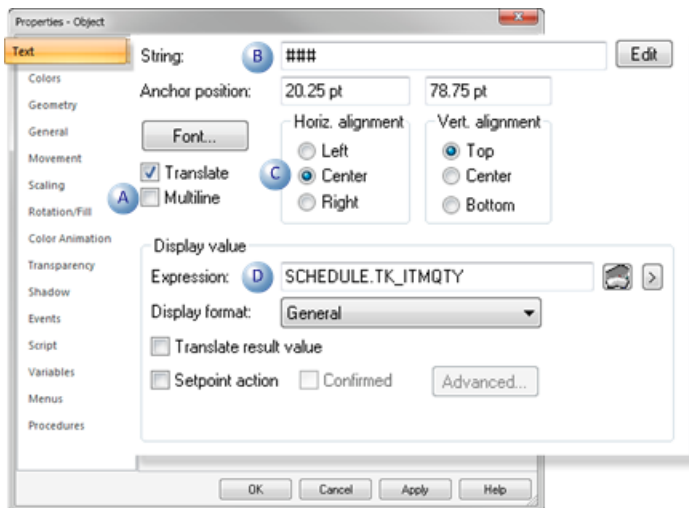 Properties - Object
Text
Colors
Geometry
General
Movement
Scaling
Rotation/Fill
Color Animation
Transparency
Shadow
Events
Script
Variables
Menus
Procedures
String: B ### Edit
Anchor position: 20.25 pt 78.75 pt
Font...
Translate
A Multiline
Horiz. alignment
Left
C Center
Right
Vert. alignment
Top
Center
Bottom
Display value
Expression: D SCHEDULE.TK_ITMQTY >
Display format: General
Translate result value
Setpoint action Confirmed Advanced...
OK Cancel Apply Help